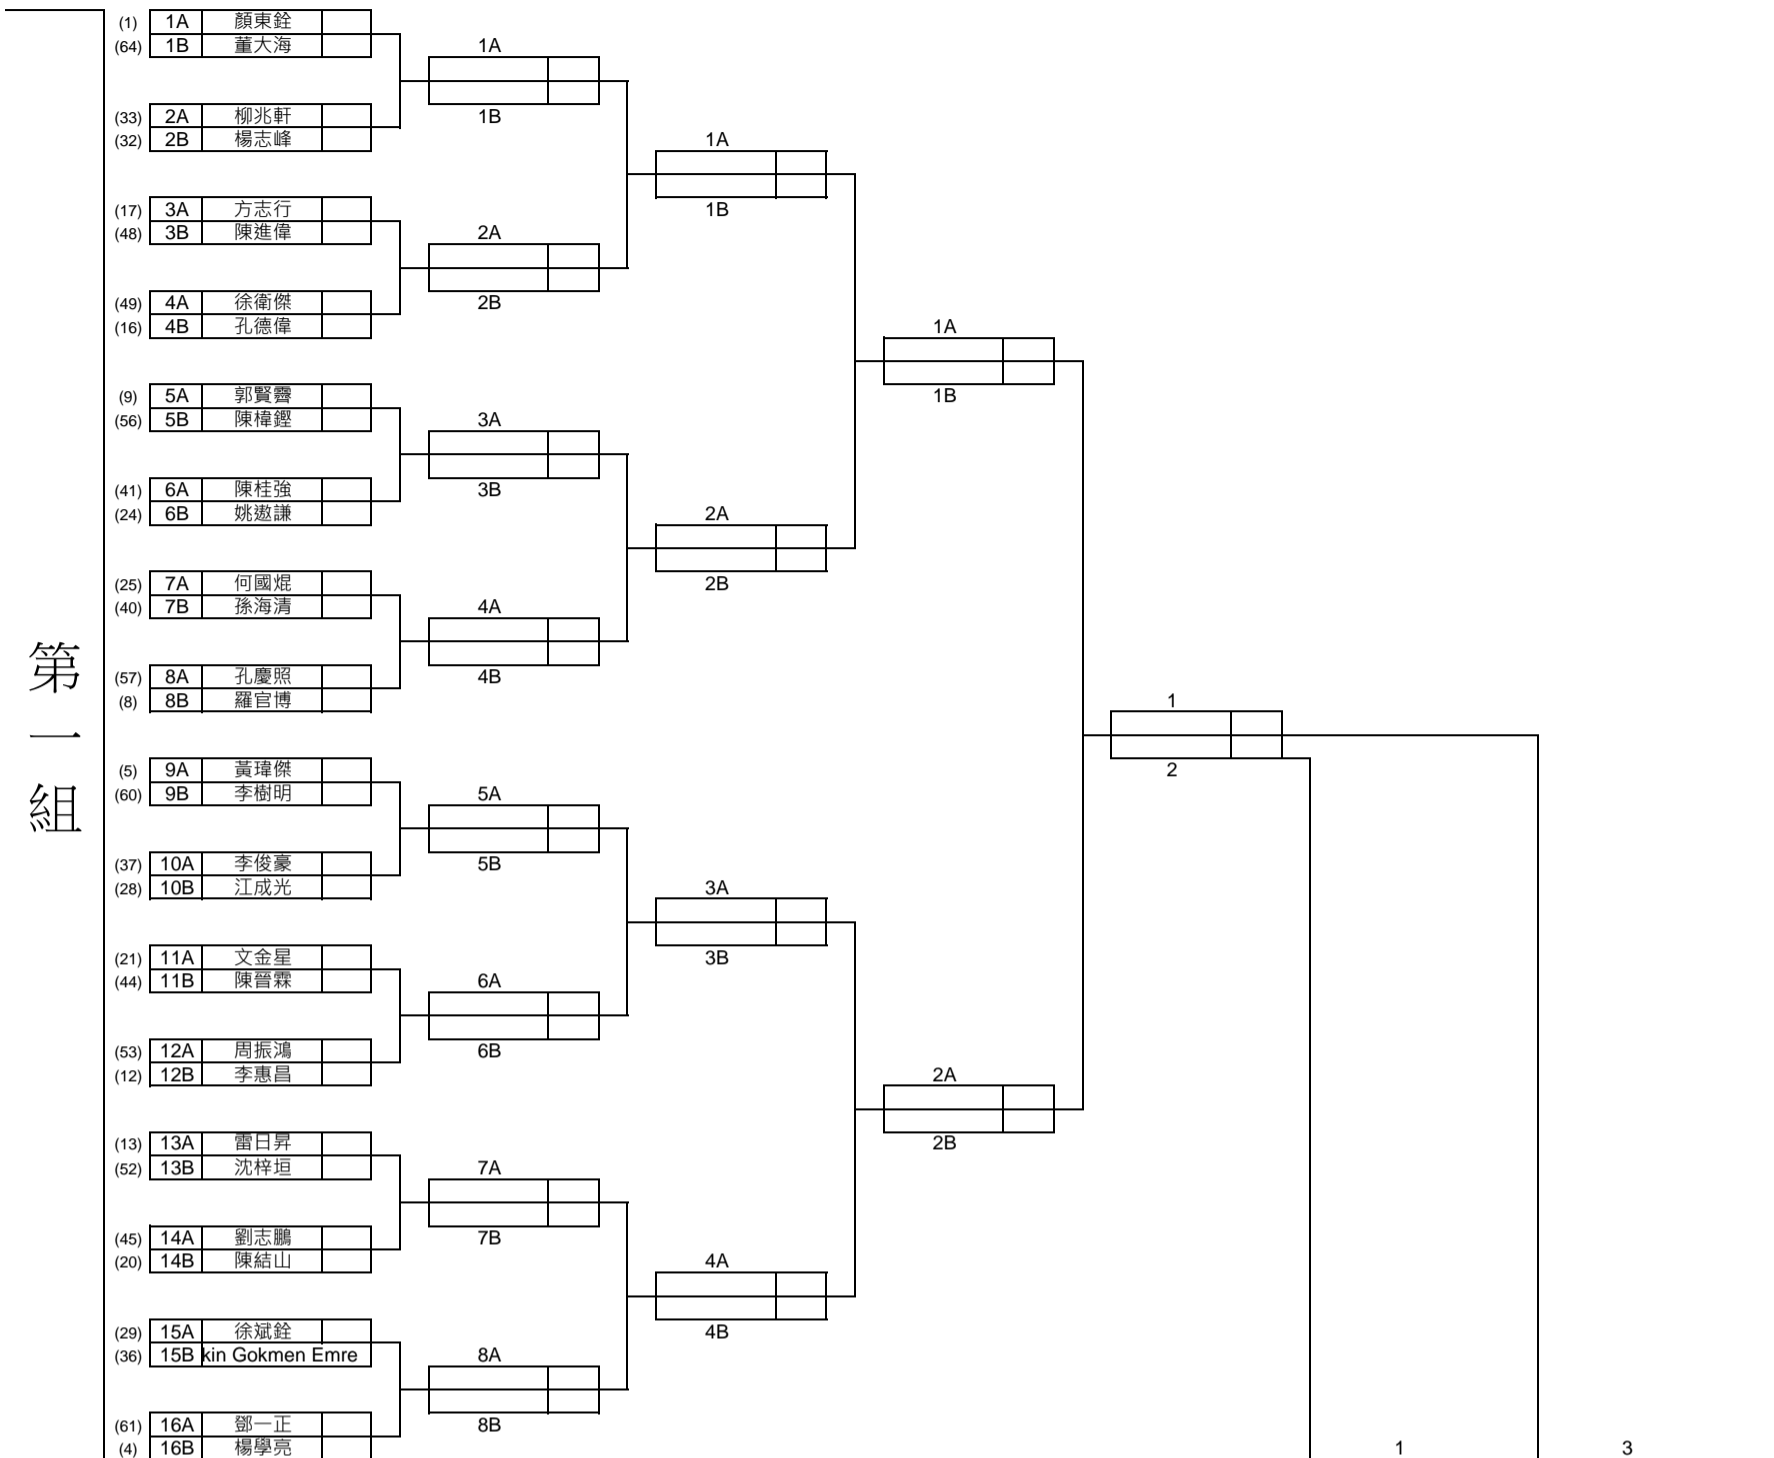 第一組
(1) 1A 顏東銓
(64) 1B 董大海
(33) 2A 柳兆軒
(32) 2B 楊志峰
(17) 3A 方志行
(48) 3B 陳進偉
(49) 4A 徐衛傑
(16) 4B 孔德偉
(9) 5A 郭賢霽
(56) 5B 陳樟鏗
(41) 6A 陳桂強
(24) 6B 姚遨謙
(25) 7A 何國焜
(40) 7B 孫海清
(57) 8A 孔慶照
(8) 8B 羅官博
(5) 9A 黃瑋傑
(60) 9B 李樹明
(37) 10A 李俊豪
(28) 10B 江成光
(21) 11A 文金星
(44) 11B 陳晉霖
(53) 12A 周振鴻
(12) 12B 李惠昌
(13) 13A 雷日昇
(52) 13B 沈梓垣
(45) 14A 劉志鵬
(20) 14B 陳結山
(29) 15A 徐斌銓
(36) 15B kin Gokmen Emre
(61) 16A 鄧一正
(4) 16B 楊學亮
1A
1B
2A
2B
3A
3B
4A
4B
5A
5B
6A
6B
7A
7B
8A
8B
1A
1B
2A
2B
3A
3B
4A
4B
1A
1B
2A
2B
1
2
1
3